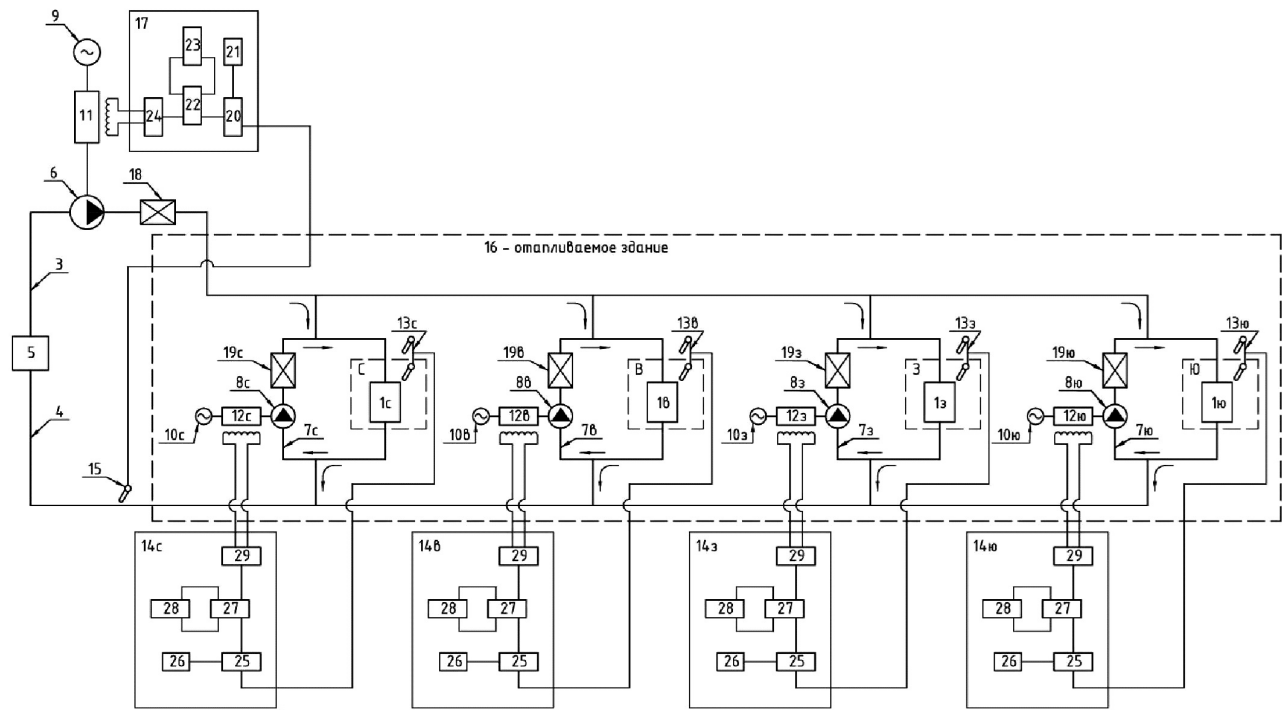 9
17
23
21
11
24
22
20
6
18
16 - отапливаемое здание
3
13с
13в
13з
13ю
5
19с
С
19в
В
19з
З
19ю
Ю
8с
1с
8в
1в
8з
1з
8ю
1ю
4
12с
12в
12з
12ю
10с
7с
10в
7в
10з
7з
10ю
7ю
15
14с
29
14в
29
14з
29
14ю
29
28
27
28
27
28
27
28
27
26
25
26
25
26
25
26
25